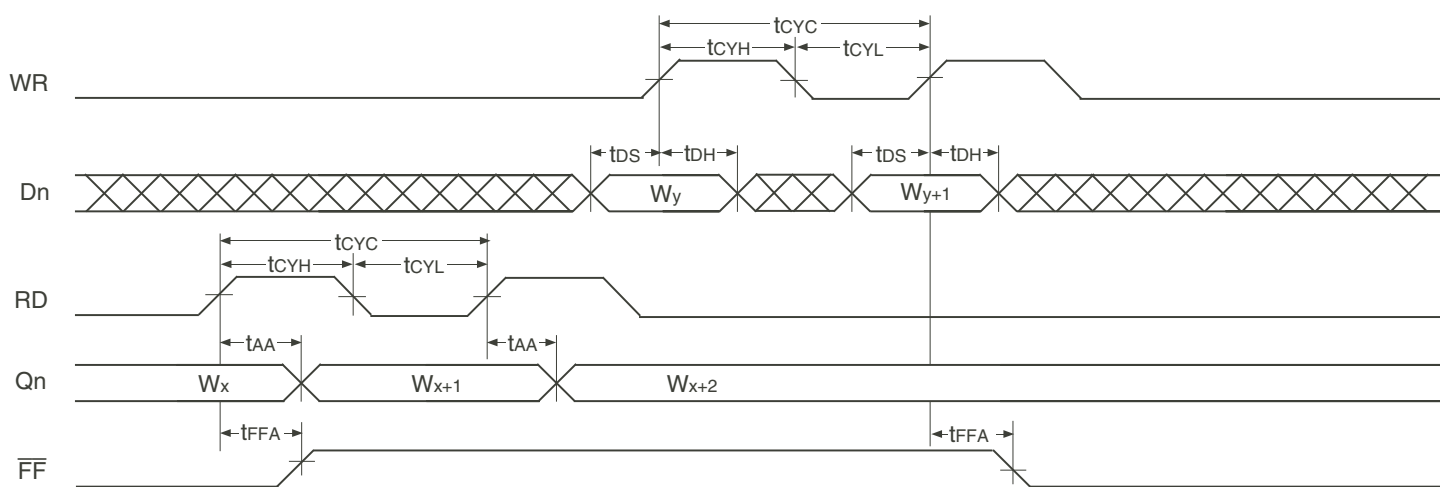 tCYC
tCYH tCYL
WR
tDS tDH tDS tDH
Dn Wy Wy+1
tCYC
tCYH tCYL
RD
tAA tAA
Qn Wx Wx+1 Wx+2
tFFA tFFA
F̅F̅